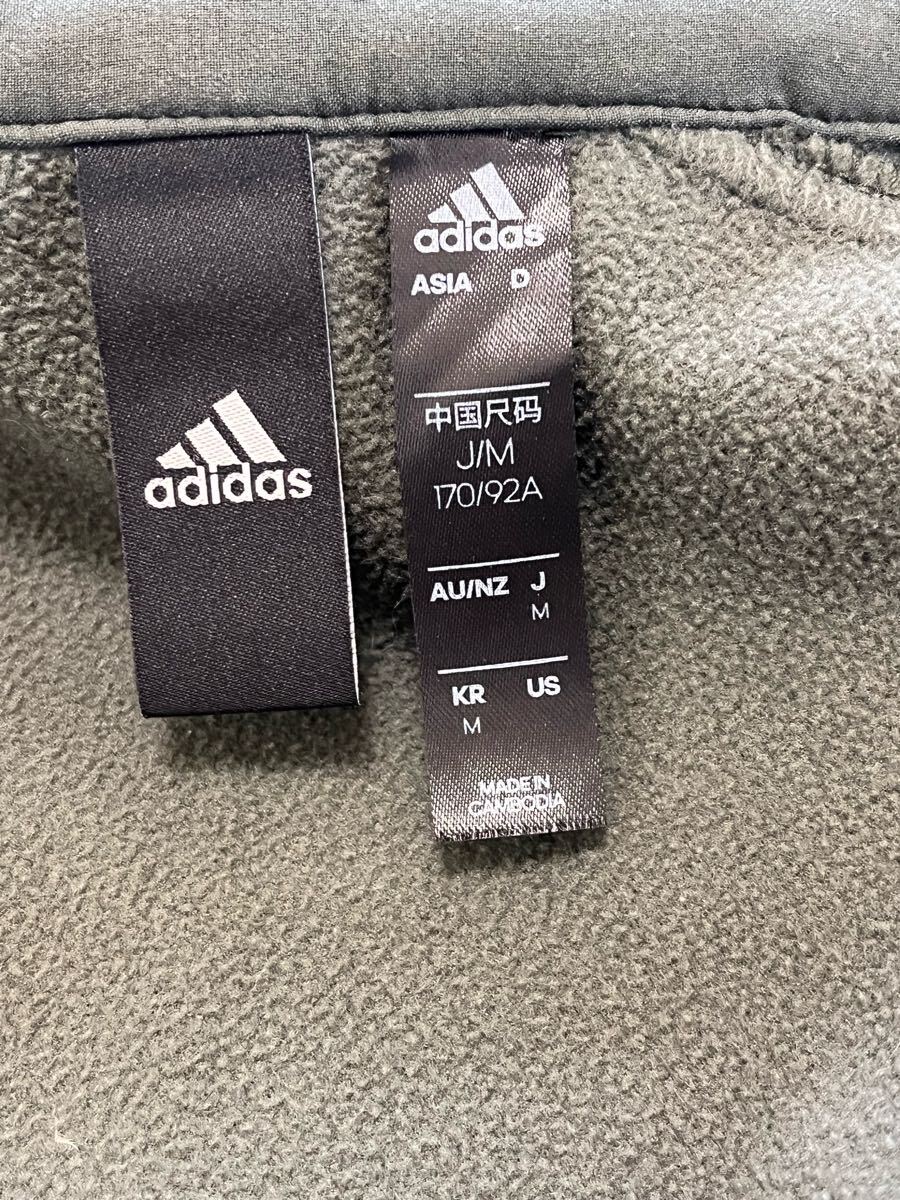 adidas
adidas
ASIA D
中国尺码
J/M
170/92A
AU/NZ J
M
KR US
M
MADE IN
CAMBODIA